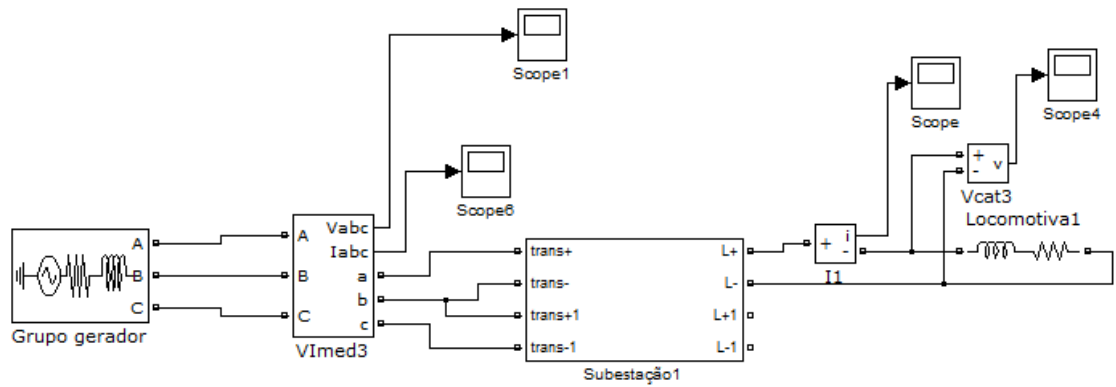 Scope1
Scope
Scope4
+
-
v
Vcat3
Scope6
Locomotiva1
A
B
C
Grupo gerador
A
B
C
Vabc
Iabc
a
b
c
VImed3
trans+
trans-
trans+1
trans-1
L+
L-
L+1
L-1
Subestação1
+
i
-
I1